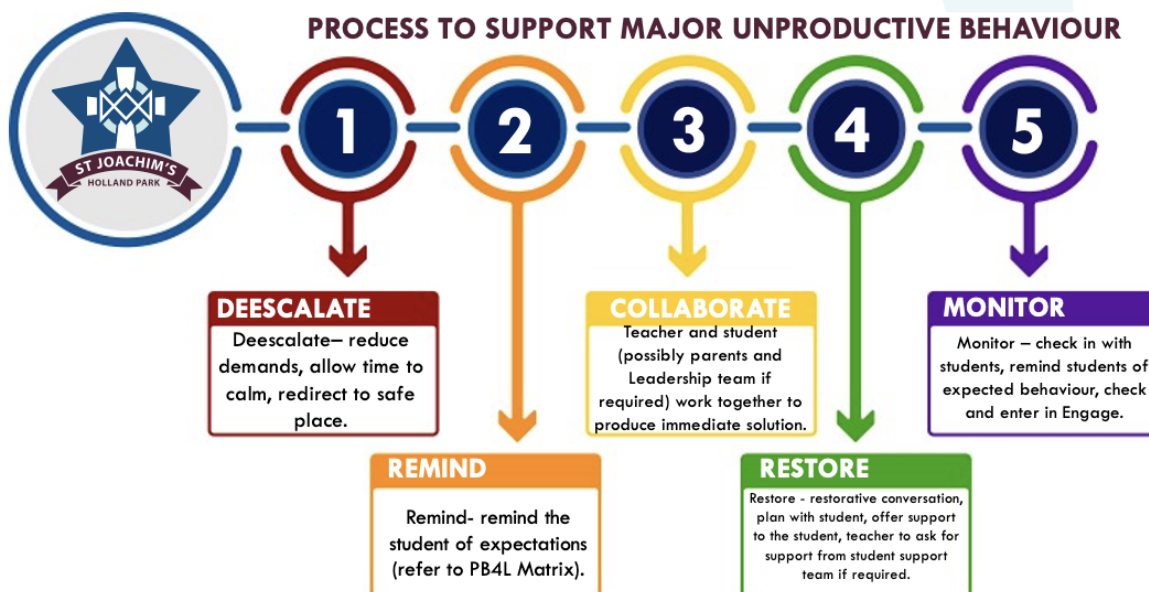 PROCESS TO SUPPORT MAJOR UNPRODUCTIVE BEHAVIOUR
ST JOACHIM'S
HOLLAND PARK
1
2
3
4
5
DEESCALATE
Deescalate– reduce
demands, allow time to
calm, redirect to safe
place.
REMIND
Remind- remind the
student of expectations
(refer to PB4L Matrix).
COLLABORATE
Teacher and student
(possibly parents and
Leadership team if
required) work together to
produce immediate solution.
RESTORE
Restore - restorative conversation,
plan with student, offer support
to the student, teacher to ask for
support from student support
team if required.
MONITOR
Monitor – check in with
students, remind students of
expected behaviour, check
and enter in Engage.